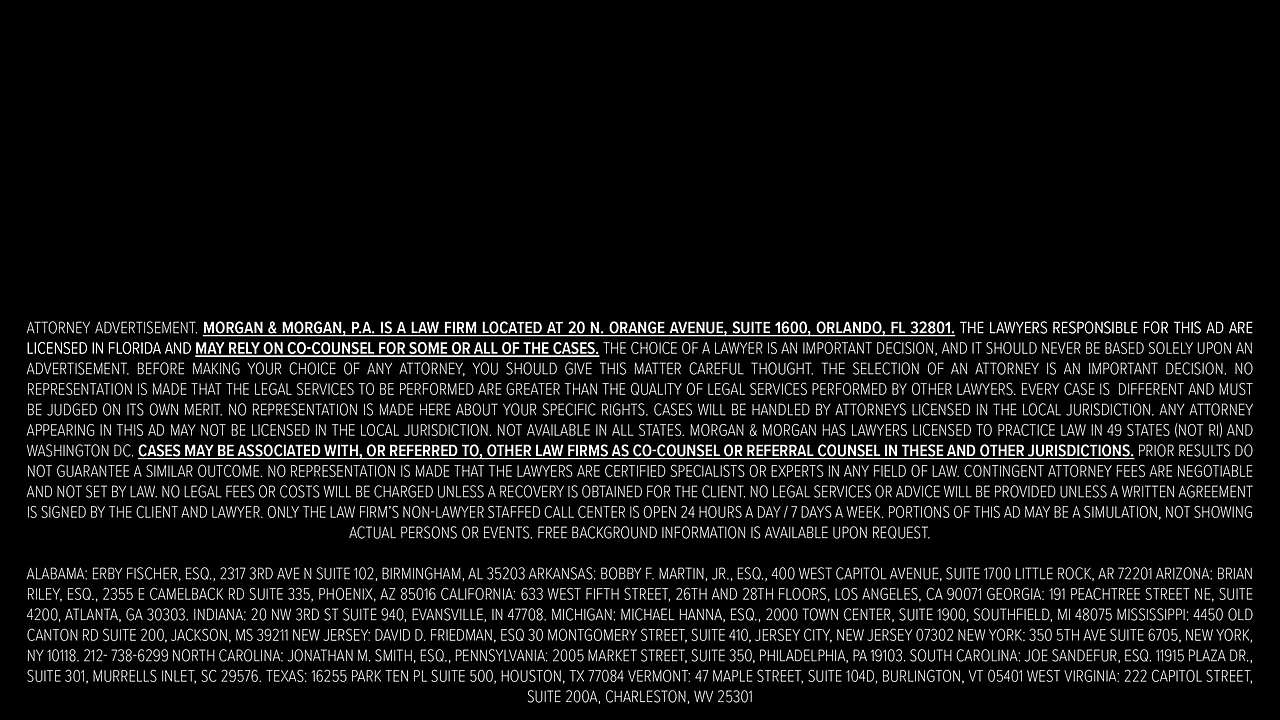 ATTORNEY ADVERTISEMENT. MORGAN & MORGAN, P.A. IS A LAW FIRM LOCATED AT 20 N. ORANGE AVENUE, SUITE 1600, ORLANDO, FL 32801. THE LAWYERS RESPONSIBLE FOR THIS AD ARE
LICENSED IN FLORIDA AND MAY RELY ON CO-COUNSEL FOR SOME OR ALL OF THE CASES. THE CHOICE OF A LAWYER IS AN IMPORTANT DECISION, AND IT SHOULD NEVER BE BASED SOLELY UPON AN
ADVERTISEMENT. BEFORE MAKING YOUR CHOICE OF ANY ATTORNEY, YOU SHOULD GIVE THIS MATTER CAREFUL THOUGHT. THE SELECTION OF AN ATTORNEY IS AN IMPORTANT DECISION. NO
REPRESENTATION IS MADE THAT THE LEGAL SERVICES TO BE PERFORMED ARE GREATER THAN THE QUALITY OF LEGAL SERVICES PERFORMED BY OTHER LAWYERS. EVERY CASE IS DIFFERENT AND MUST
BE JUDGED ON ITS OWN MERIT. NO REPRESENTATION IS MADE HERE ABOUT YOUR SPECIFIC RIGHTS. CASES WILL BE HANDLED BY ATTORNEYS LICENSED IN THE LOCAL JURISDICTION. ANY ATTORNEY
APPEARING IN THIS AD MAY NOT BE LICENSED IN THE LOCAL JURISDICTION. NOT AVAILABLE IN ALL STATES. MORGAN & MORGAN HAS LAWYERS LICENSED TO PRACTICE LAW IN 49 STATES (NOT RI) AND
WASHINGTON DC. CASES MAY BE ASSOCIATED WITH, OR REFERRED TO, OTHER LAW FIRMS AS CO-COUNSEL OR REFERRAL COUNSEL IN THESE AND OTHER JURISDICTIONS. PRIOR RESULTS DO
NOT GUARANTEE A SIMILAR OUTCOME. NO REPRESENTATION IS MADE THAT THE LAWYERS ARE CERTIFIED SPECIALISTS OR EXPERTS IN ANY FIELD OF LAW. CONTINGENT ATTORNEY FEES ARE NEGOTIABLE
AND NOT SET BY LAW. NO LEGAL FEES OR COSTS WILL BE CHARGED UNLESS A RECOVERY IS OBTAINED FOR THE CLIENT. NO LEGAL SERVICES OR ADVICE WILL BE PROVIDED UNLESS A WRITTEN AGREEMENT
IS SIGNED BY THE CLIENT AND LAWYER. ONLY THE LAW FIRM'S NON-LAWYER STAFFED CALL CENTER IS OPEN 24 HOURS A DAY / 7 DAYS A WEEK. PORTIONS OF THIS AD MAY BE A SIMULATION, NOT SHOWING
ACTUAL PERSONS OR EVENTS. FREE BACKGROUND INFORMATION IS AVAILABLE UPON REQUEST.
ALABAMA: ERBY FISCHER, ESQ., 2317 3RD AVE N SUITE 102, BIRMINGHAM, AL 35203 ARKANSAS: BOBBY F. MARTIN, JR., ESQ., 400 WEST CAPITOL AVENUE, SUITE 1700 LITTLE ROCK, AR 72201 ARIZONA: BRIAN
RILEY, ESQ., 2355 E CAMELBACK RD SUITE 335, PHOENIX, AZ 85016 CALIFORNIA: 633 WEST FIFTH STREET, 26TH AND 28TH FLOORS, LOS ANGELES, CA 90071 GEORGIA: 191 PEACHTREE STREET NE, SUITE
4200, ATLANTA, GA 30303. INDIANA: 20 NW 3RD ST SUITE 940, EVANSVILLE, IN 47708. MICHIGAN: MICHAEL HANNA, ESQ., 2000 TOWN CENTER, SUITE 1900, SOUTHFIELD, MI 48075 MISSISSIPPI: 4450 OLD
CANTON RD SUITE 200, JACKSON, MS 39211 NEW JERSEY: DAVID D. FRIEDMAN, ESQ 30 MONTGOMERY STREET, SUITE 410, JERSEY CITY, NEW JERSEY 07302 NEW YORK: 350 5TH AVE SUITE 6705, NEW YORK,
NY 10118. 212- 738-6299 NORTH CAROLINA: JONATHAN M. SMITH, ESQ., PENNSYLVANIA: 2005 MARKET STREET, SUITE 350, PHILADELPHIA, PA 19103. SOUTH CAROLINA: JOE SANDEFUR, ESQ. 11915 PLAZA DR.,
SUITE 301, MURRELLS INLET, SC 29576. TEXAS: 16255 PARK TEN PL SUITE 500, HOUSTON, TX 77084 VERMONT: 47 MAPLE STREET, SUITE 104D, BURLINGTON, VT 05401 WEST VIRGINIA: 222 CAPITOL STREET,
SUITE 200A, CHARLESTON, WV 25301